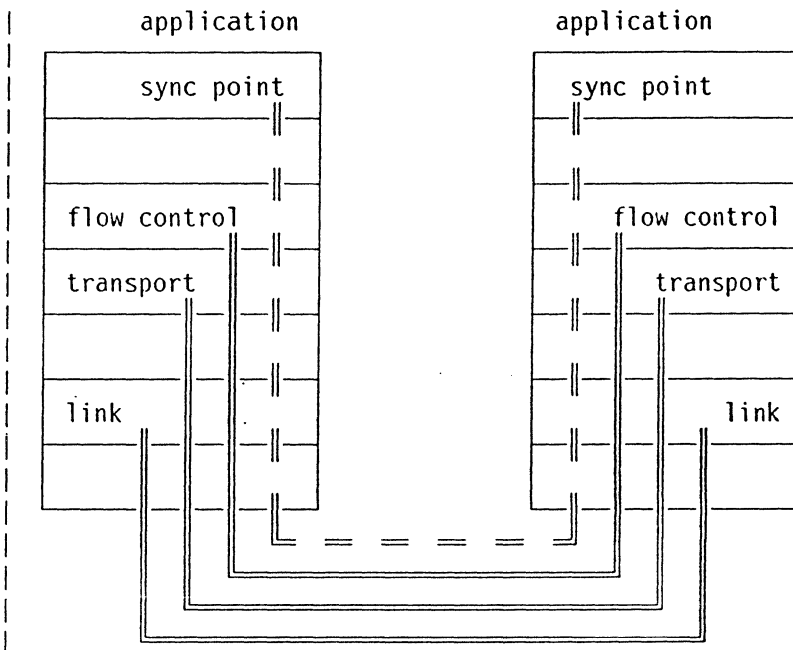 application application
sync point sync point
flow control flow control
transport transport
link link